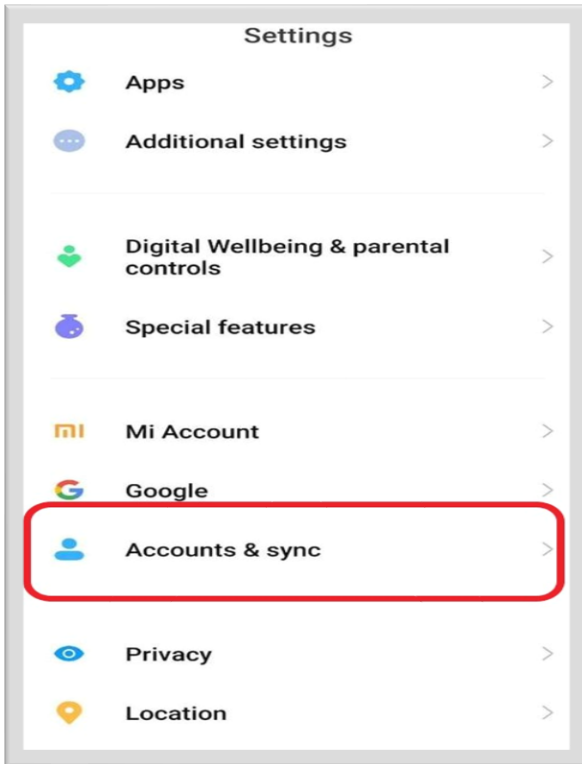 Settings
Apps
Additional settings
Digital Wellbeing & parental
controls
Special features
Mi Account
Google
Accounts & sync
Privacy
Location